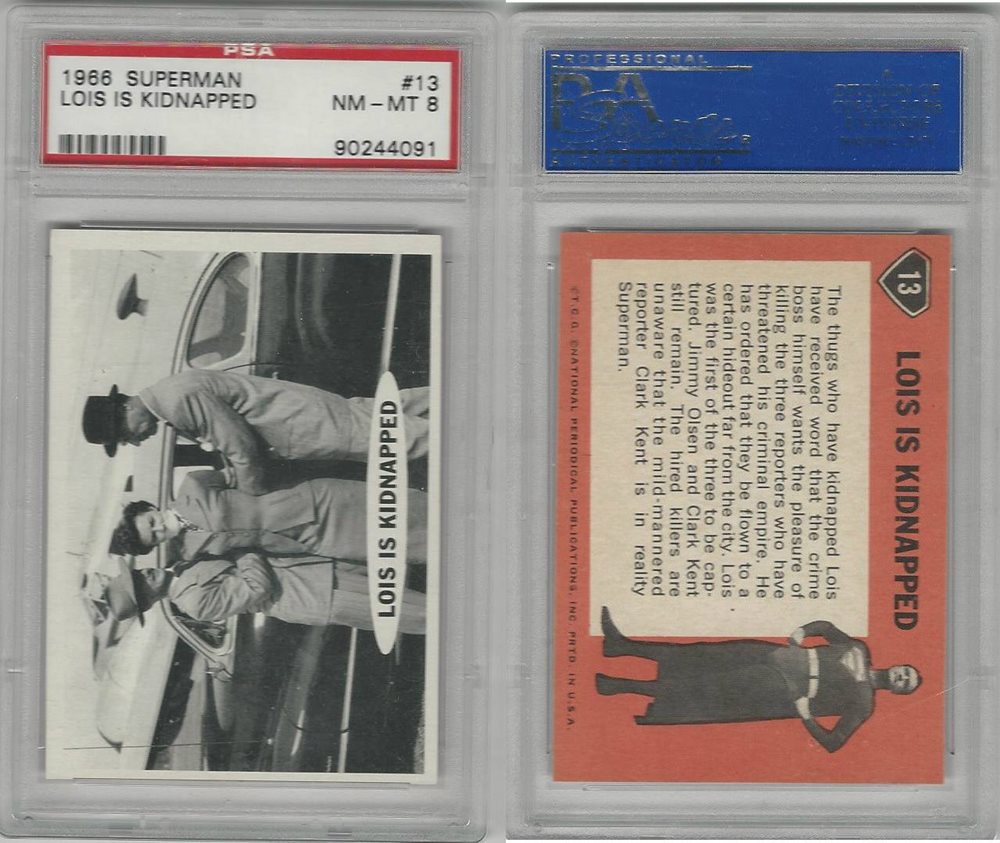 PSA
1966 SUPERMAN #13
LOIS IS KIDNAPPED NM – MT 8
90244091
LOIS IS KIDNAPPED
PROFESSIONAL
PSA
13
LOIS IS KIDNAPPED
The thugs who have kidnapped Lois
have received word that the crime
boss himself wants the pleasure of
killing the three reporters who have
threatened his criminal empire. He
has ordered that they be flown to a
certain hideout far from the city. Lois
was the first of the three to be cap-
tured. Jimmy Olsen and Clark Kent
still remain. The hired killers are
unaware that the mild-mannered
reporter Clark Kent is in reality
Superman.
©T.C.G. ©NATIONAL PERIODICAL PUBLICATIONS, INC. PRTD. IN U.S.A.